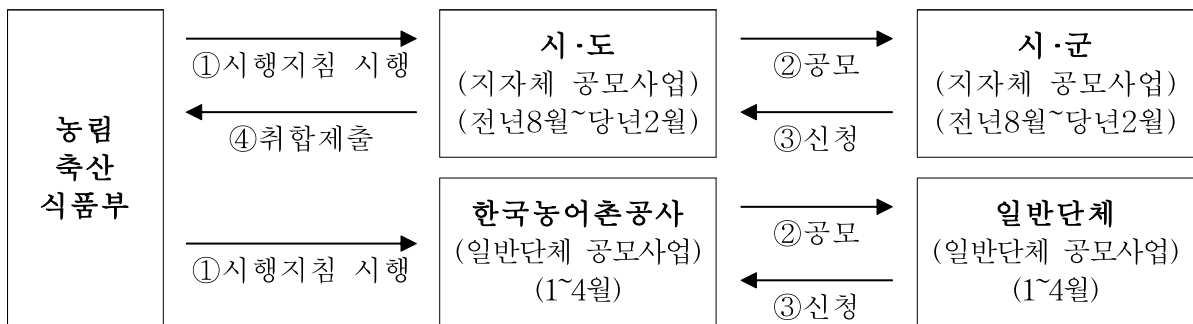 농림
축산
식품부
①시행지침 시행
④취합제출
시·도
(지자체 공모사업)
(전년8월~당년2월)
②공모
③신청
시·군
(지자체 공모사업)
(전년8월~당년2월)
①시행지침 시행
한국농어촌공사
(일반단체 공모사업)
(1~4월)
②공모
③신청
일반단체
(일반단체 공모사업)
(1~4월)